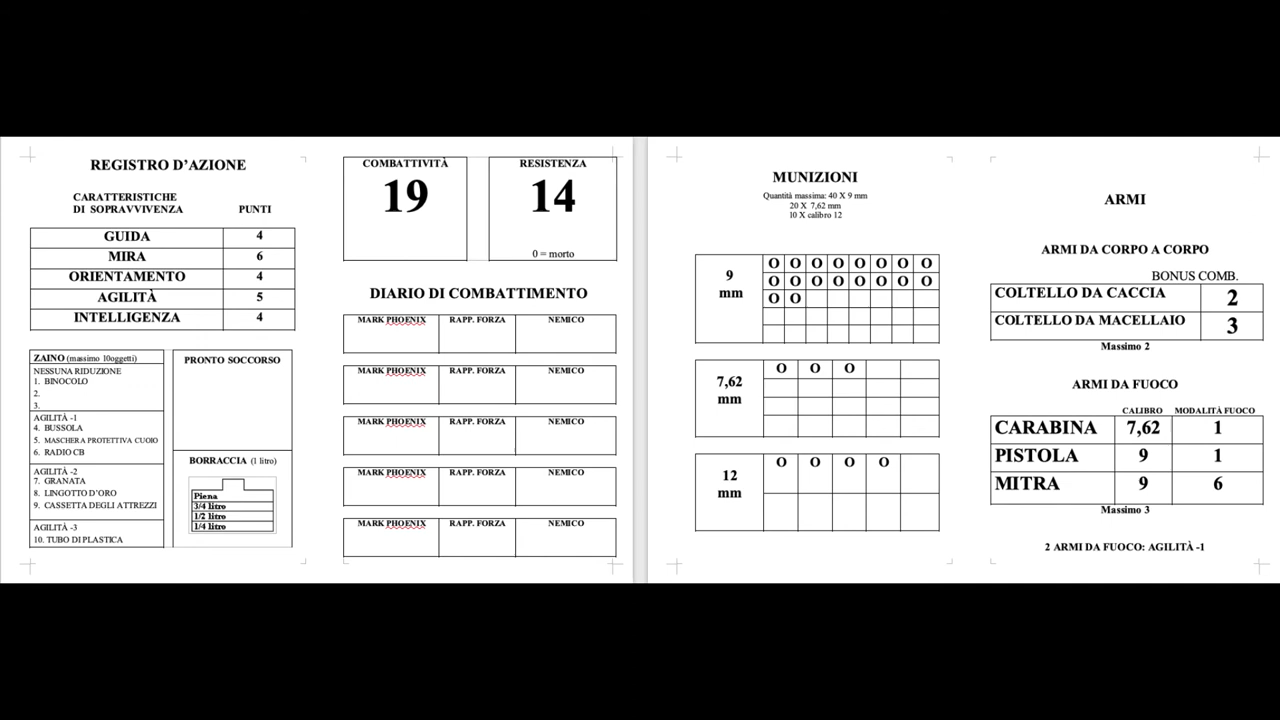 REGISTRO D'AZIONE
CARATTERISTICHE
DI SOPRAVVIVENZA PUNTI
GUIDA 4
MIRA 6
ORIENTAMENTO 4
AGILITÀ 5
INTELLIGENZA 4
ZAINO (massimo 10oggetti)
NESSUNA RIDUZIONE
1. BINOCOLO
2.
3.
AGILITÀ -1
4. BUSSOLA
5. MASCHERA PROTETTIVA CUOIO
6. RADIO CB
AGILITÀ -2
7. GRANATA
8. LINGOTTO D'ORO
9. CASSETTA DEGLI ATTREZZI
AGILITÀ -3
10. TUBO DI PLASTICA
PRONTO SOCCORSO
BORRACCIA (1 litro)
Piena
3/4 litro
1/2 litro
1/4 litro
COMBATTIVITÀ
19
RESISTENZA
14
0 = morto
DIARIO DI COMBATTIMENTO
MARK PHOENIX RAPP. FORZA NEMICO
MARK PHOENIX RAPP. FORZA NEMICO
MARK PHOENIX RAPP. FORZA NEMICO
MARK PHOENIX RAPP. FORZA NEMICO
MARK PHOENIX RAPP. FORZA NEMICO
MUNIZIONI
Quantità massima: 40 X 9 mm
20 X 7,62 mm
10 X calibro 12
9
mm
O O O O O O O O
O O O O O O O O
O O
7,62
mm
O O O
12
mm
O O O O
ARMI
ARMI DA CORPO A CORPO
BONUS COMB.
COLTELLO DA CACCIA 2
COLTELLO DA MACELLAIO 3
Massimo 2
ARMI DA FUOCO
CALIBRO MODALITÀ FUOCO
CARABINA 7,62 1
PISTOLA 9 1
MITRA 9 6
Massimo 3
2 ARMI DA FUOCO: AGILITÀ -1